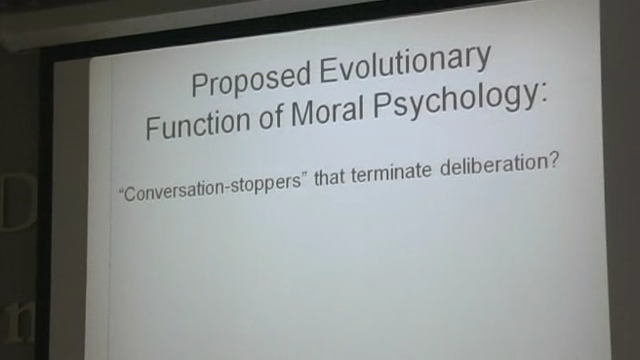 Proposed Evolutionary
Function of Moral Psychology:
"Conversation-stoppers" that terminate deliberation?
D
n